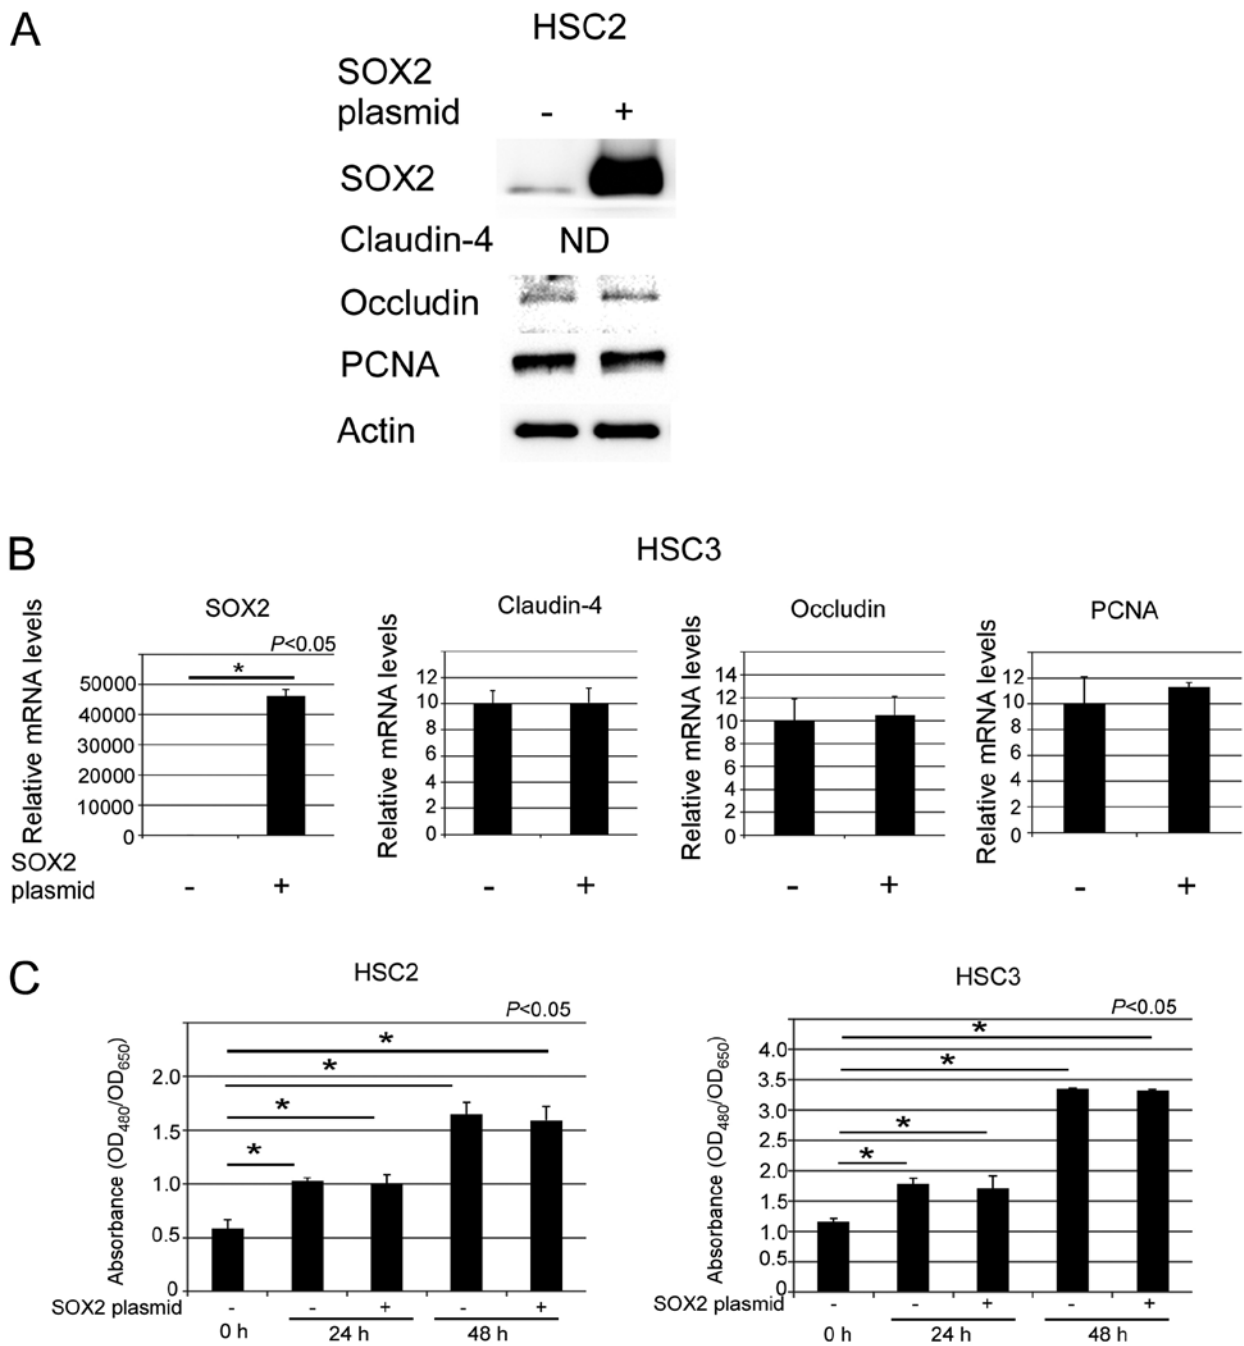 A
HSC2
SOX2
plasmid - +
SOX2
Claudin-4 ND
Occludin
PCNA
Actin
B
HSC3
SOX2
Claudin-4
Occludin
PCNA
P<0.05
*
Relative mRNA levels
50000
40000
30000
20000
10000
0
Relative mRNA levels
12
10
8
6
4
2
0
Relative mRNA levels
14
12
10
8
6
4
2
0
Relative mRNA levels
12
10
8
6
4
2
0
SOX2
plasmid - + - + - + - +
C
HSC2
P<0.05
*
*
*
*
Absorbance (OD480/OD650)
2.0
1.5
1.0
0.5
0
SOX2 plasmid - - + - +
0 h 24 h 48 h
HSC3
P<0.05
*
*
*
*
Absorbance (OD480/OD650)
4.0
3.5
3.0
2.5
2.0
1.5
1.0
0.5
0
SOX2 plasmid - - + - +
0 h 24 h 48 h